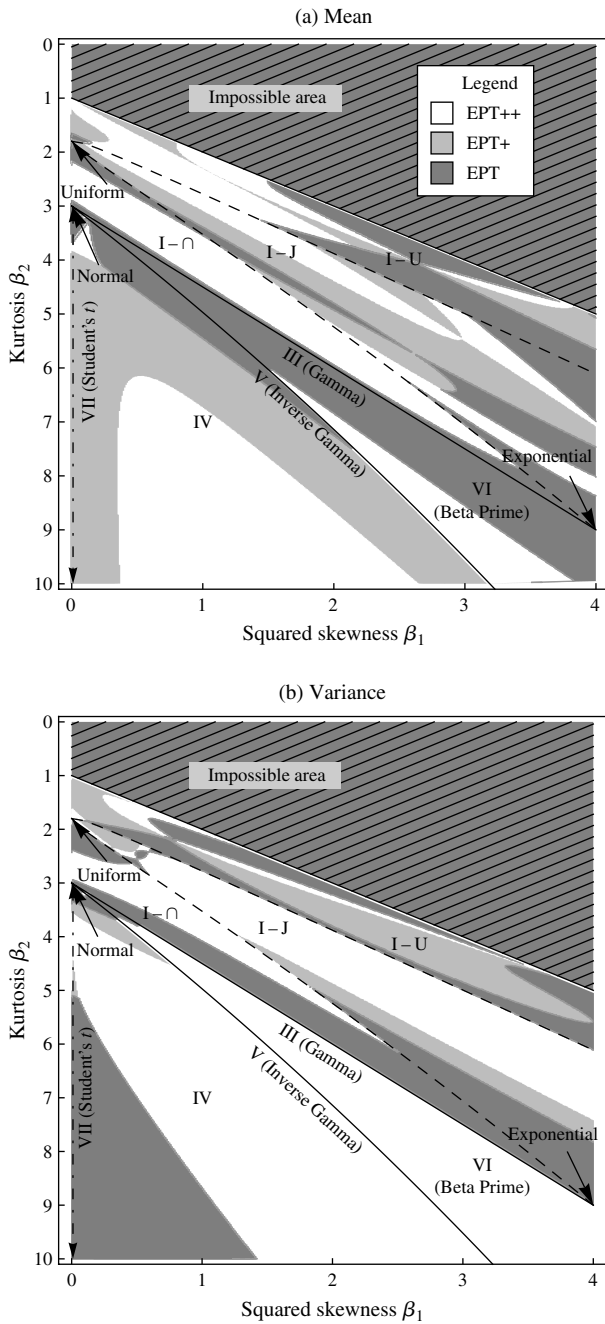 (a) Mean
0
1
2
3
4
5
6
7
8
9
10
Kurtosis β₂
Impossible area
Legend
EPT++
EPT+
EPT
Uniform
I – ∩
I – J
I – U
Normal
VII (Student's t)
III (Gamma)
V (Inverse Gamma)
IV
Exponential
VI
(Beta Prime)
0 1 2 3 4
Squared skewness β₁
(b) Variance
0
1
2
3
4
5
6
7
8
9
10
Kurtosis β₂
Impossible area
Uniform
I – ∩
I – J
I – U
Normal
VII (Student's t)
III (Gamma)
V (Inverse Gamma)
IV
Exponential
VI
(Beta Prime)
0 1 2 3 4
Squared skewness β₁